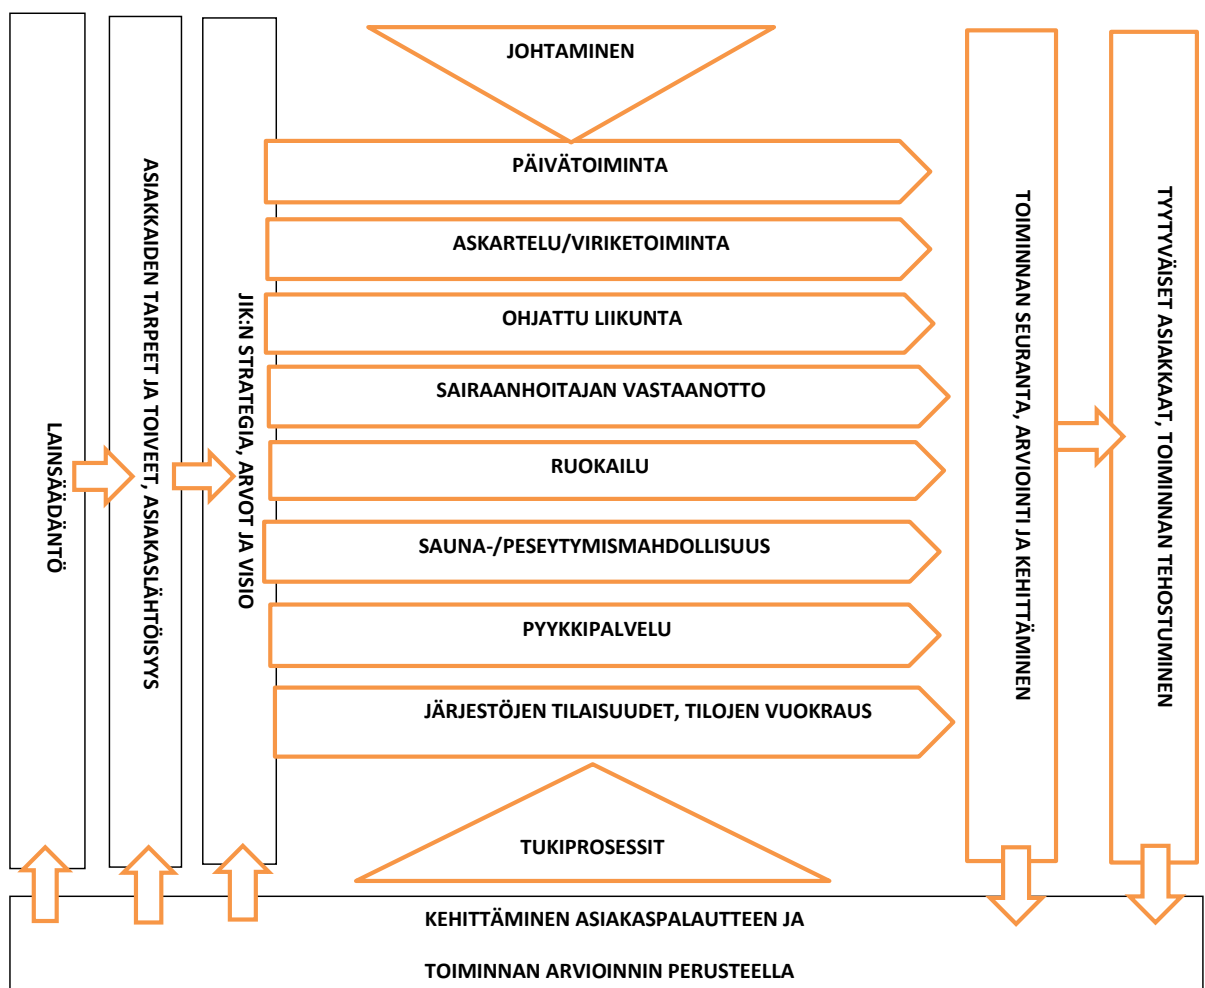 LAINSÄÄDÄNTÖ
ASIAKKAIDEN TARPEET JA TOIVEET, ASIAKASLÄHTÖISYYS
JIK:N STRATEGIA, ARVOT JA VISIO
JOHTAMINEN
PÄIVÄTOIMINTA
ASKARTELU/VIRIKETOIMINTA
OHJATTU LIIKUNTA
SAIRAANHOITAJAN VASTAANOTTO
RUOKAILU
SAUNA-/PESEYTYMISMAHDOLLISUUS
PYYKKIPALVELU
JÄRJESTÖJEN TILAISUUDET, TILOJEN VUOKRAUS
TUKIPROSESSIT
TOIMINNAN SEURANTA, ARVIOINTI JA KEHITTÄMINEN
TYYTYVÄISET ASIAKKAAT, TOIMINNAN TEHOSTUMINEN
KEHITTÄMINEN ASIAKASPALAUTTEEN JA
TOIMINNAN ARVIOINNIN PERUSTEELLA